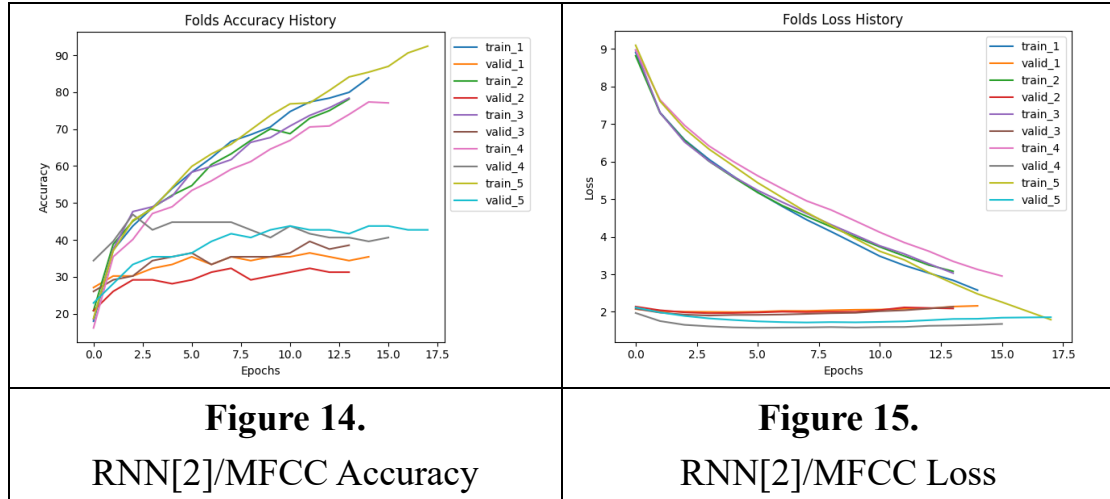 Folds Accuracy History
Accuracy
90
80
70
60
50
40
30
20
0.0 2.5 5.0 7.5 10.0 12.5 15.0 17.5
Epochs
train_1
valid_1
train_2
valid_2
train_3
valid_3
train_4
valid_4
train_5
valid_5
Folds Loss History
Loss
9
8
7
6
5
4
3
2
0.0 2.5 5.0 7.5 10.0 12.5 15.0 17.5
Epochs
train_1
valid_1
train_2
valid_2
train_3
valid_3
train_4
valid_4
train_5
valid_5
Figure 14.
RNN[2]/MFCC Accuracy
Figure 15.
RNN[2]/MFCC Loss